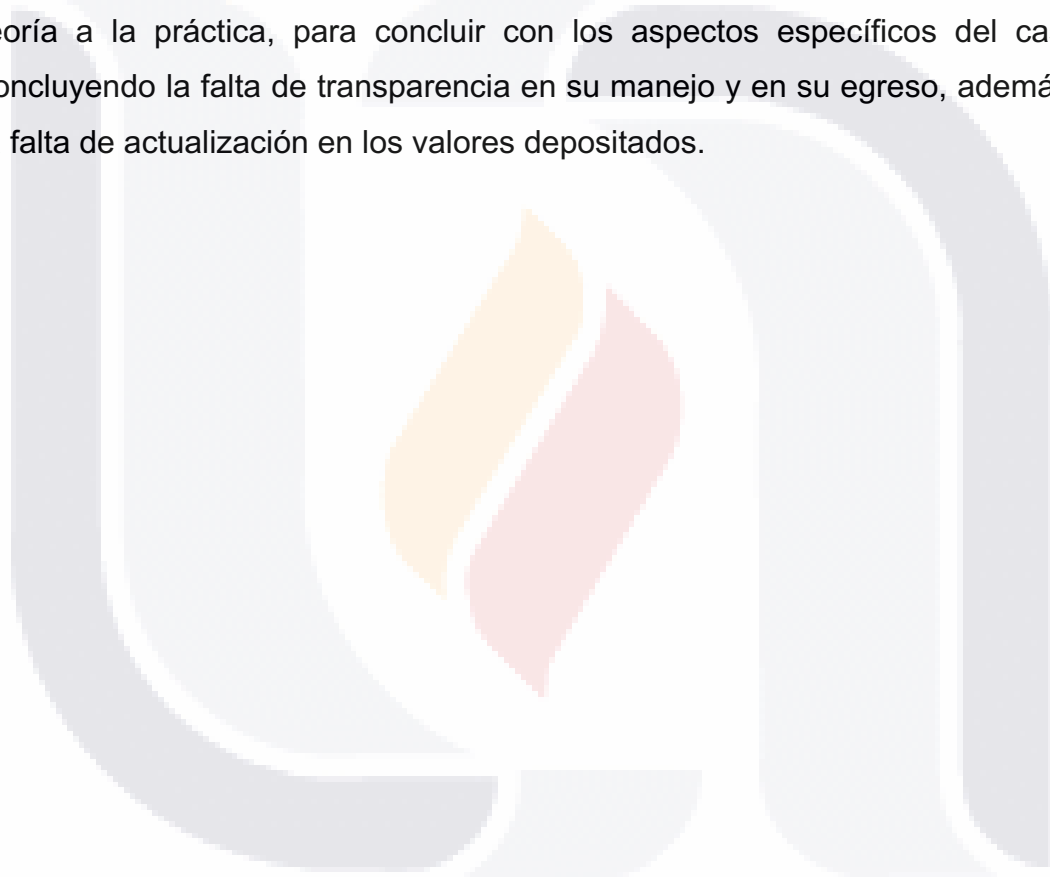 eoría a la práctica, para concluir con los aspectos específicos del ca
oncluyendo la falta de transparencia en su manejo y en su egreso, ademá
falta de actualización en los valores depositados.